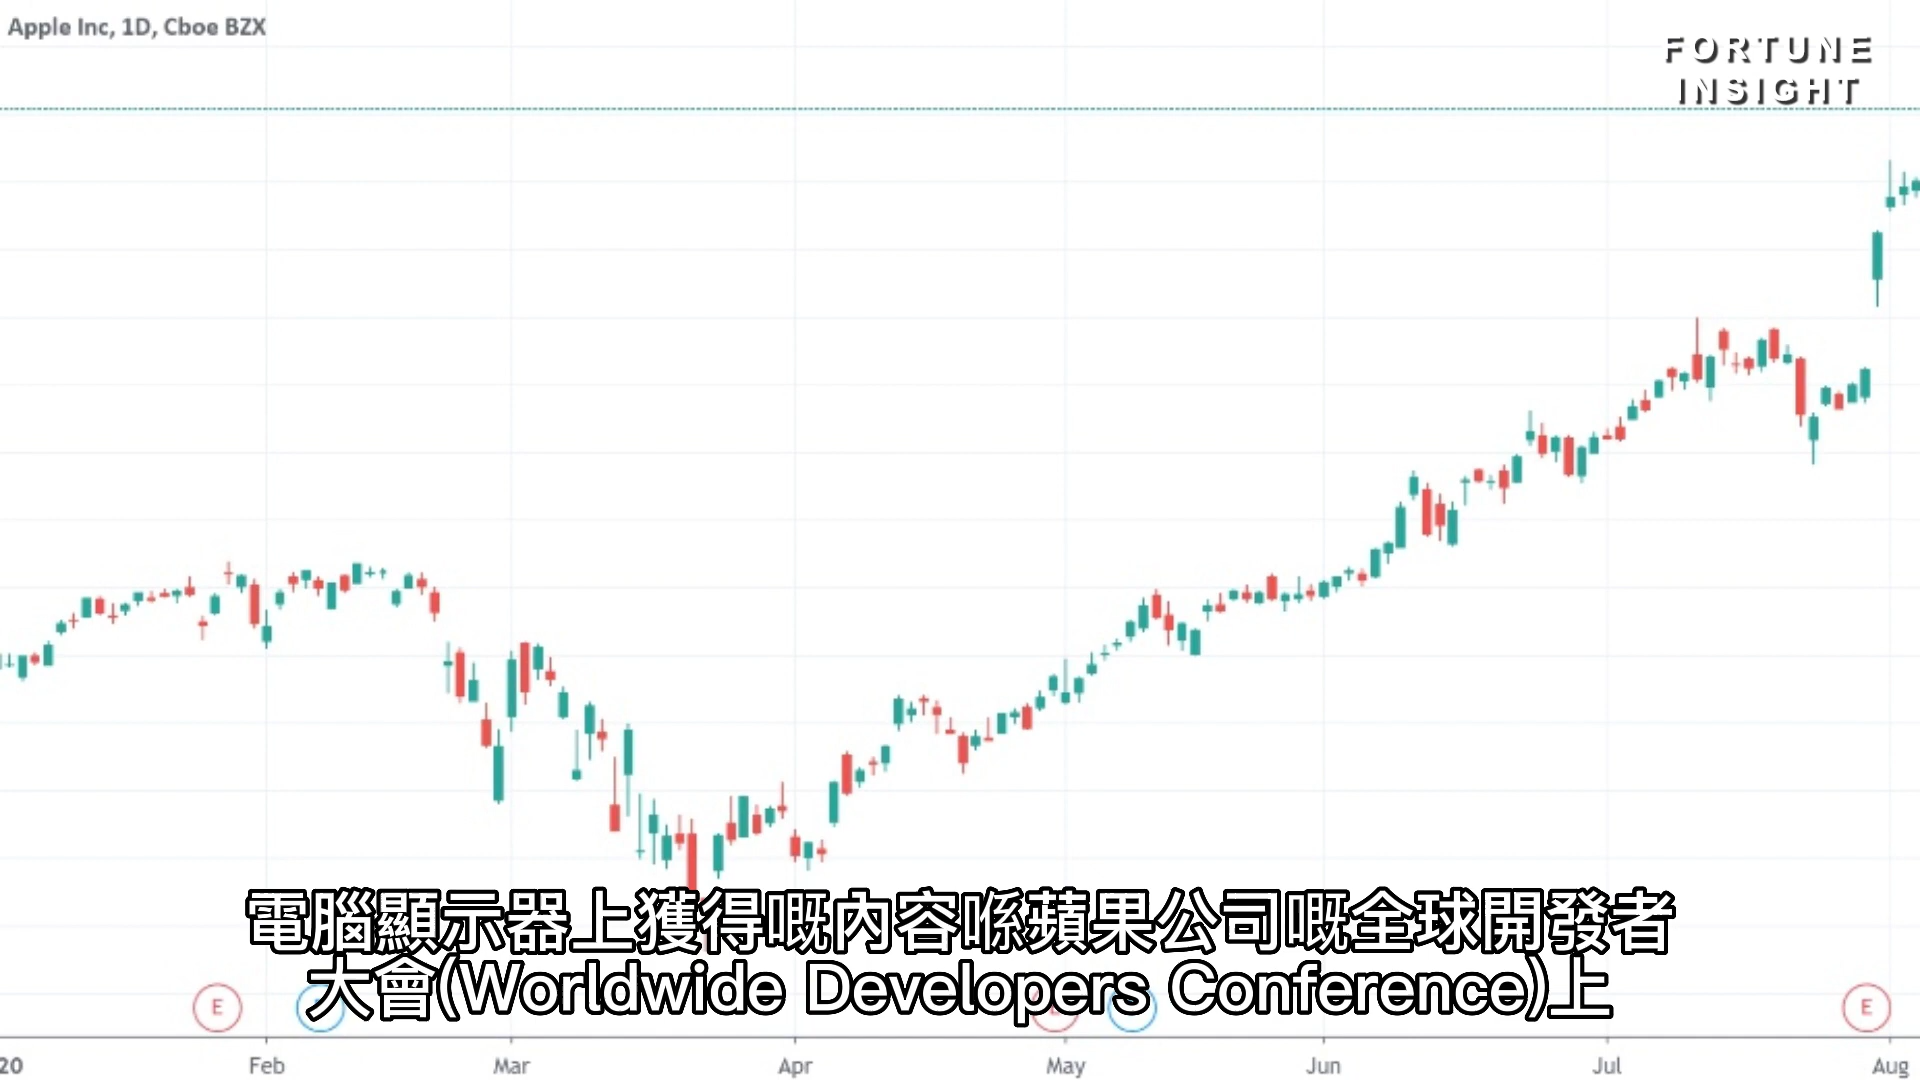 Apple Inc, 1D, Cboe BZX
FORTUNE
INSIGHT
電腦顯示器上獲得嘅內容喺蘋果公司嘅全球開發者
大會(Worldwide Developers Conference)上
E
E
20
Feb
Mar
Apr
May
Jun
Jul
Aug